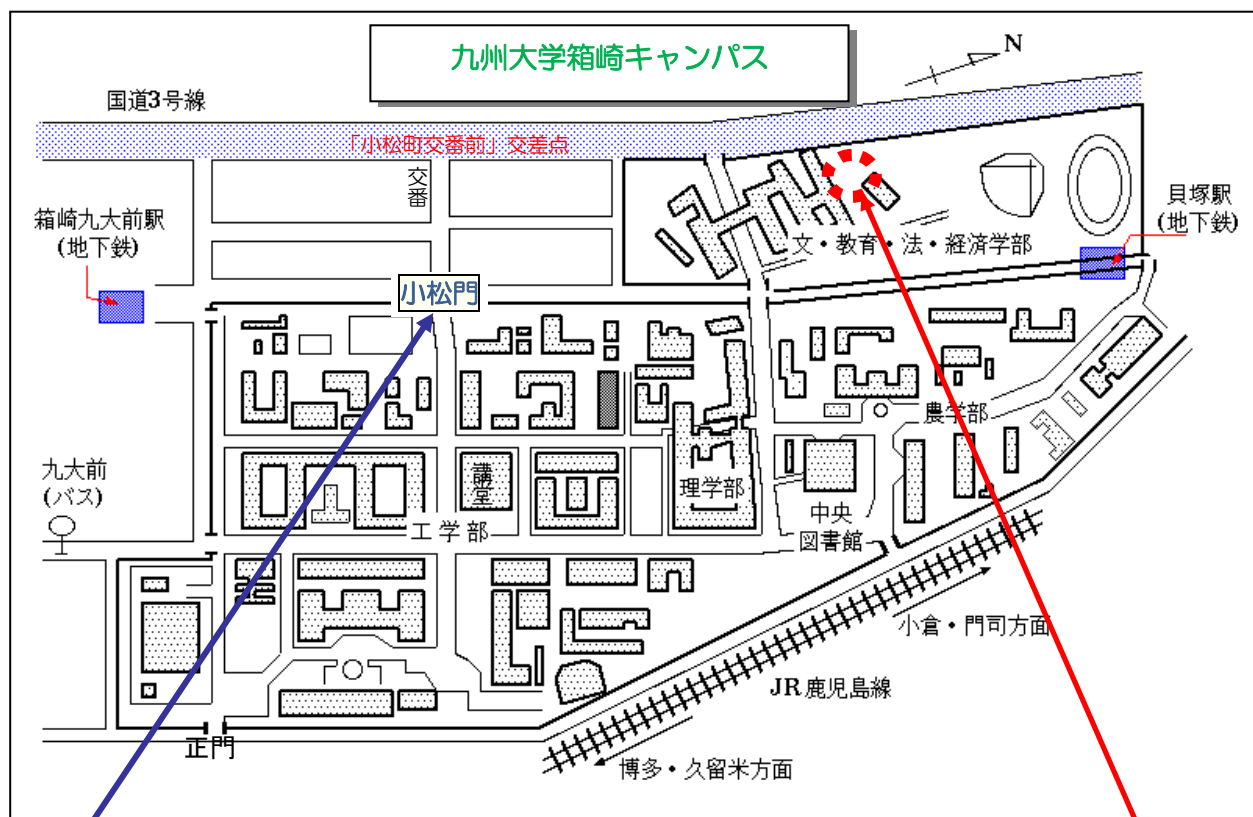 九州大学箱崎キャンパス
N
国道3号線
「小松町交番前」交差点
交番
箱崎九大前駅
(地下鉄)
貝塚駅
(地下鉄)
文・教育・法・経済学部
小松門
農学部
九大前
(バス)
講堂
理学部
中央
図書館
工学部
小倉・門司方面
JR鹿児島線
正門
博多・久留米方面